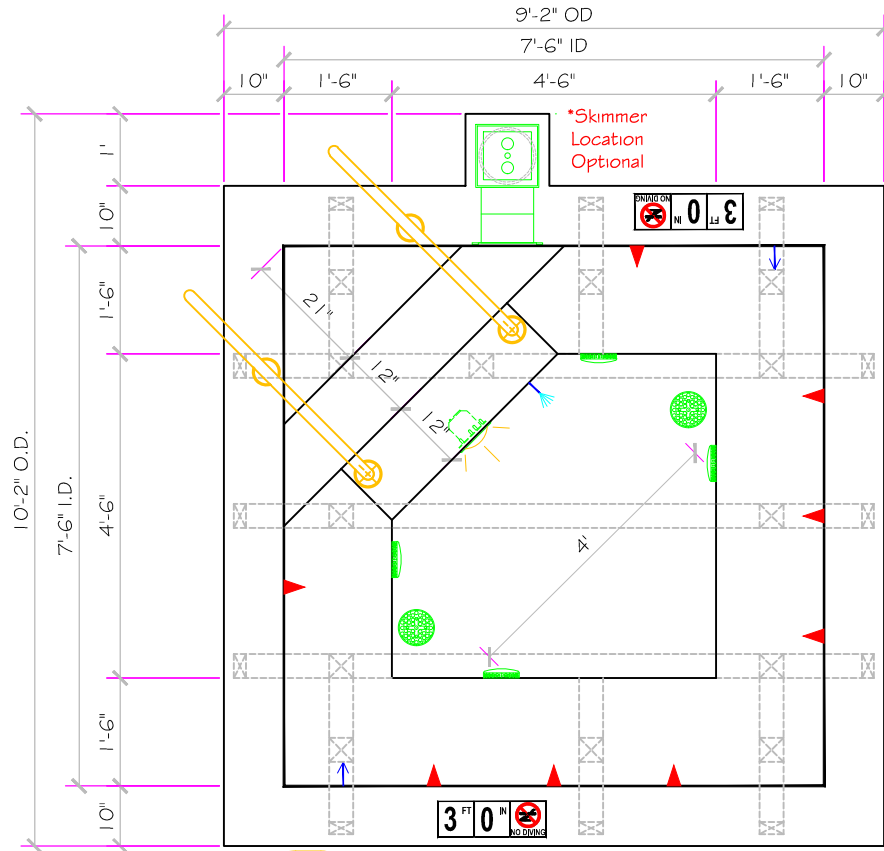 9'-2" OD
7'-6" ID
10" 1'-6" 4'-6" 1'-6" 10"
*Skimmer
Location
Optional
1'
10"
1'-6"
4'-6"
1'-6"
10"
10'-2" O.D.
7'-6" I.D.
3 FT 0 IN NO DIVING
21"
12"
12"
4'
3 FT 0 IN NO DIVING